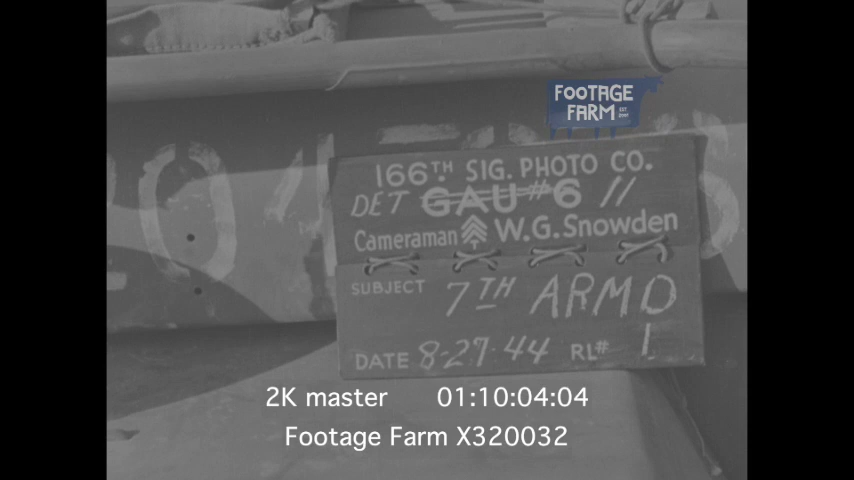 FOOTAGE
FARM
166TH SIG. PHOTO CO.
DET GAU#6 11
Cameraman W.G.Snowden
SUBJECT 7TH ARMD
DATE 8-27-44 RL# 1
2K master 01:10:04:04
Footage Farm X320032